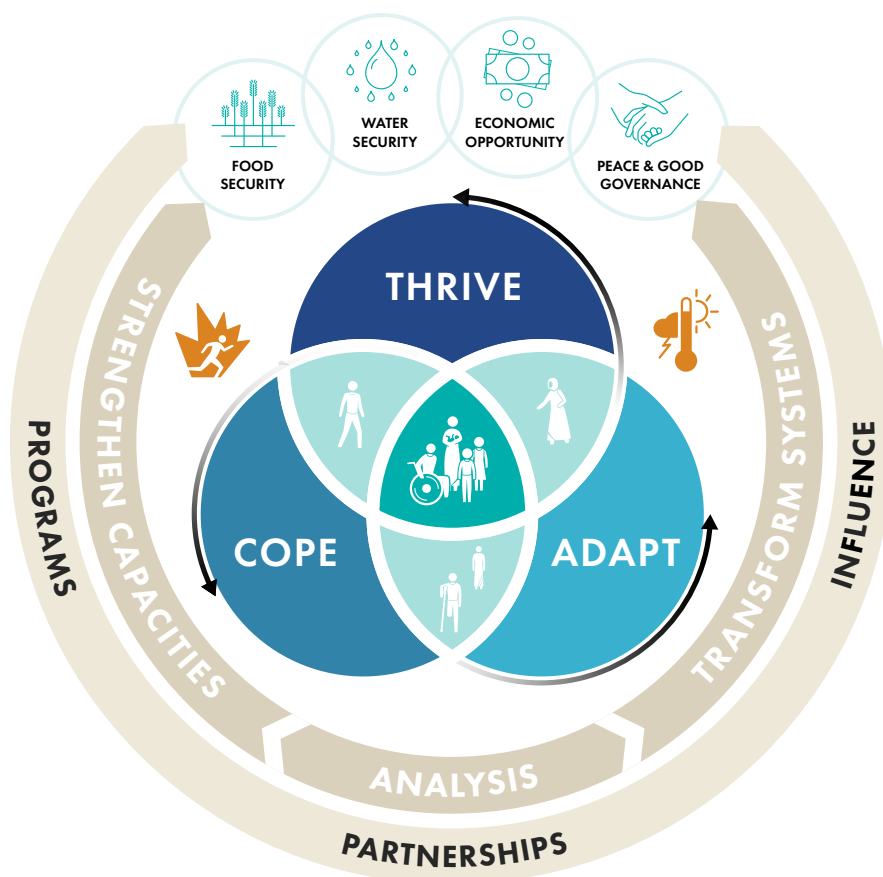 WATER
SECURITY
ECONOMIC
OPPORTUNITY
FOOD
SECURITY
PEACE & GOOD
GOVERNANCE
THRIVE
COPE
ADAPT
STRENGTHEN CAPACITIES
TRANSFORM SYSTEMS
ANALYSIS
PROGRAMS
INFLUENCE
PARTNERSHIPS